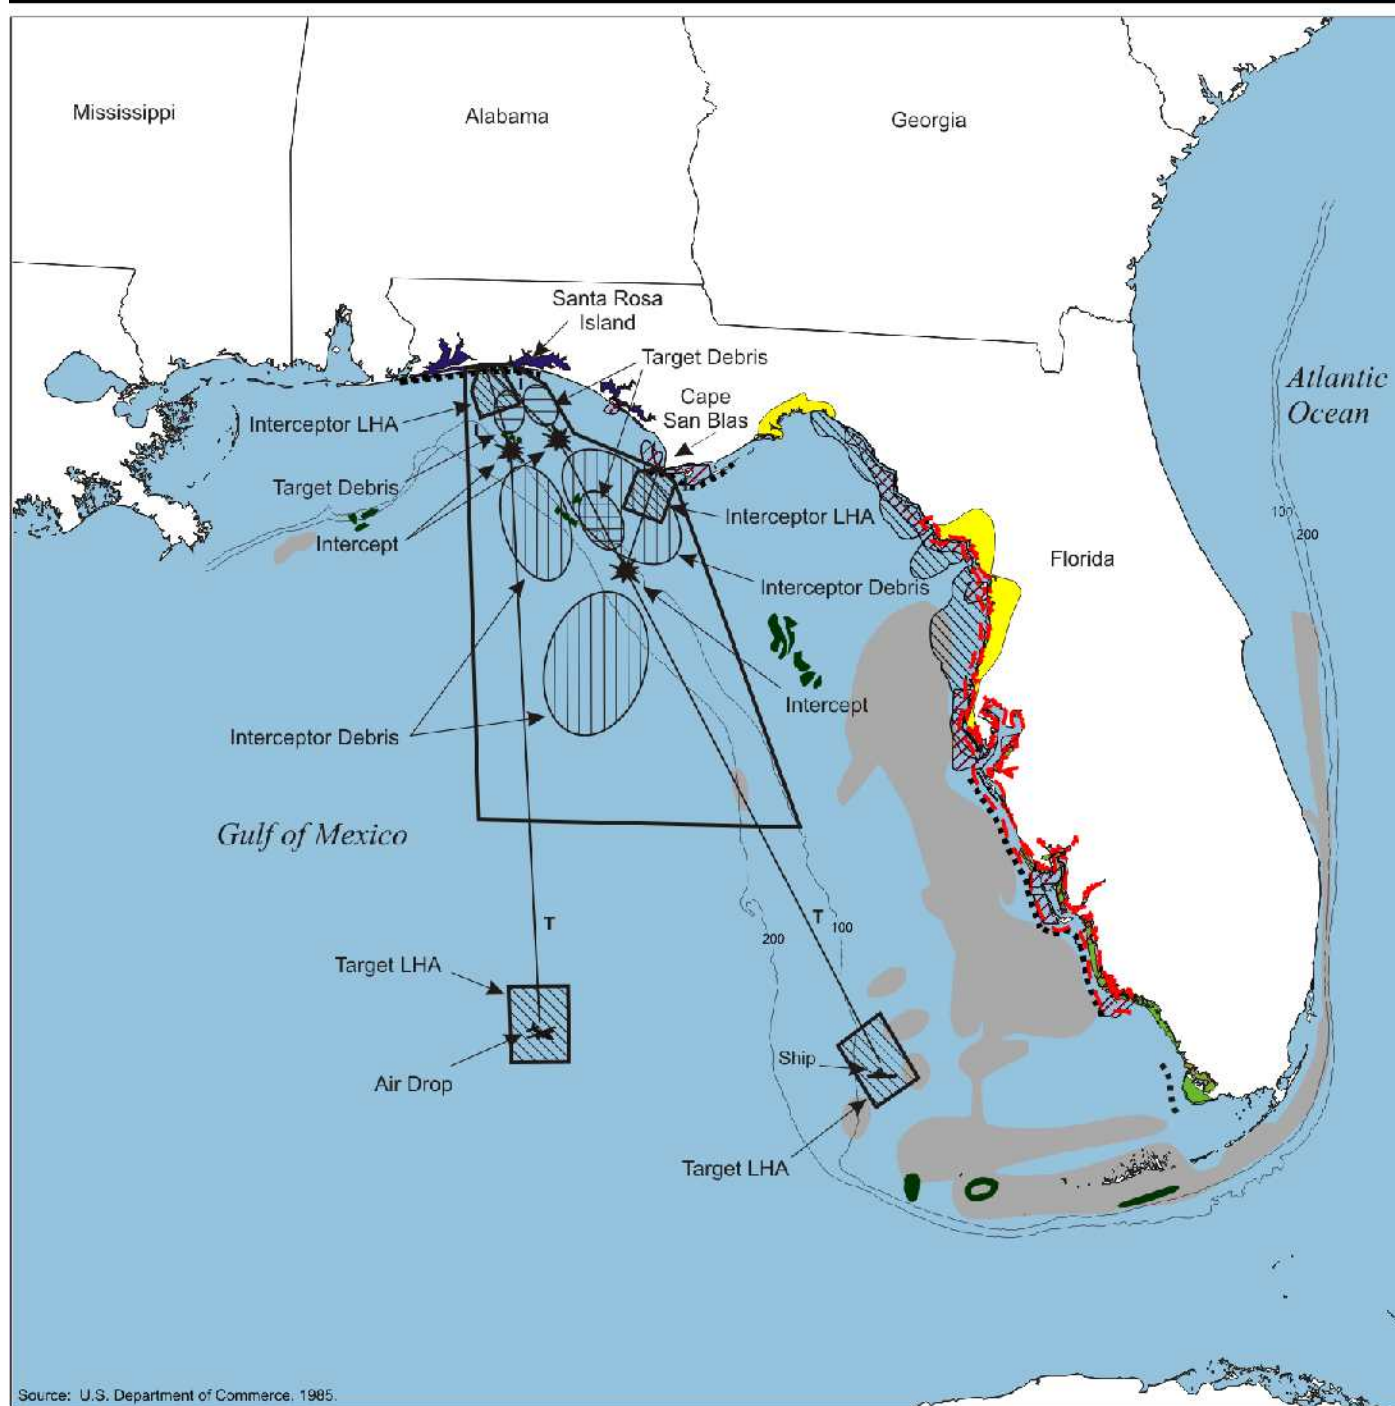 Mississippi
Alabama
Georgia
Santa Rosa
Island
Target Debris
Cape
San Blas
Atlantic
Ocean
Interceptor LHA
I
I
Target Debris
Intercept
Interceptor LHA
100
200
Florida
Interceptor Debris
Intercept
Interceptor Debris
Gulf of Mexico
T
T
100
200
Target LHA
Air Drop
Ship
Target LHA
Source: U.S. Department of Commerce, 1985.